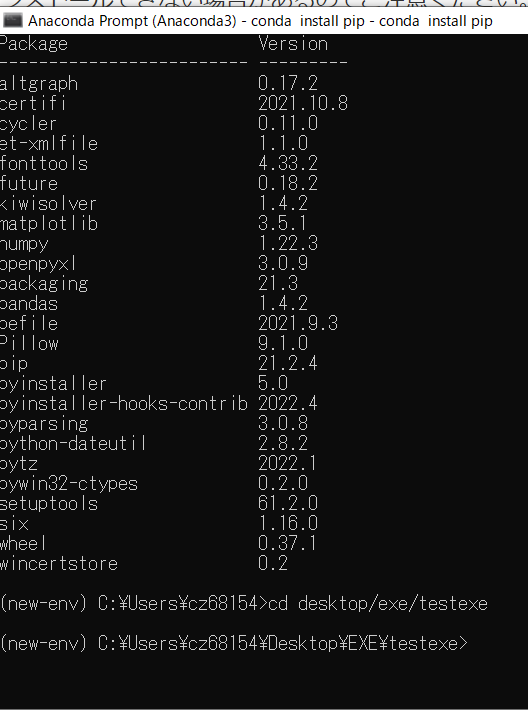 Anaconda Prompt (Anaconda3) - conda install pip - conda install pip
Package Version
------------------------ ---------
altgraph 0.17.2
certifi 2021.10.8
cycler 0.11.0
et-xmlfile 1.1.0
fonttools 4.33.2
future 0.18.2
kiwisolver 1.4.2
matplotlib 3.5.1
numpy 1.22.3
openpyxl 3.0.9
packaging 21.3
pandas 1.4.2
pefile 2021.9.3
Pillow 9.1.0
pip 21.2.4
pyinstaller 5.0
pyinstaller-hooks-contrib 2022.4
pyparsing 3.0.8
python-dateutil 2.8.2
pytz 2022.1
pywin32-ctypes 0.2.0
setuptools 61.2.0
six 1.16.0
wheel 0.37.1
wincertstore 0.2
(new-env) C:¥Users¥cz68154>cd desktop/exe/testexe
(new-env) C:¥Users¥cz68154¥Desktop¥EXE¥testexe>